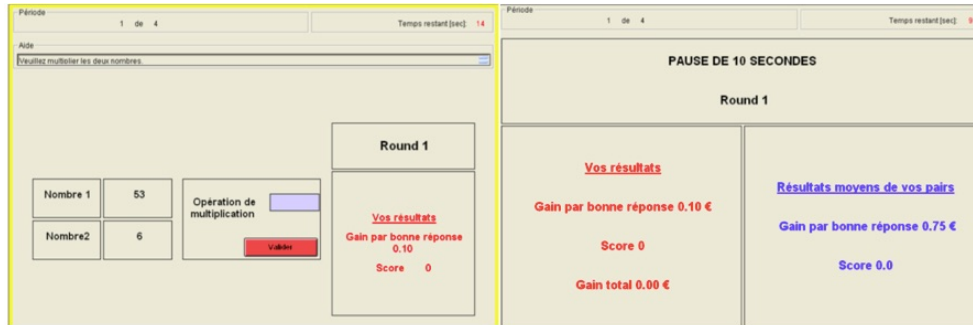 Période
1 de 4
Temps restant [sec]: 14
Aide
Veuillez multiplier les deux nombres.
Round 1
Nombre 1
53
Nombre2
6
Opération de
multiplication
Valider
Vos résultats
Gain par bonne réponse
0.10
Score 0
Période
1 de 4
Temps restant [sec]: 9
PAUSE DE 10 SECONDES
Round 1
Vos résultats
Gain par bonne réponse 0.10 €
Score 0
Gain total 0.00 €
Résultats moyens de vos pairs
Gain par bonne réponse 0.75 €
Score 0.0